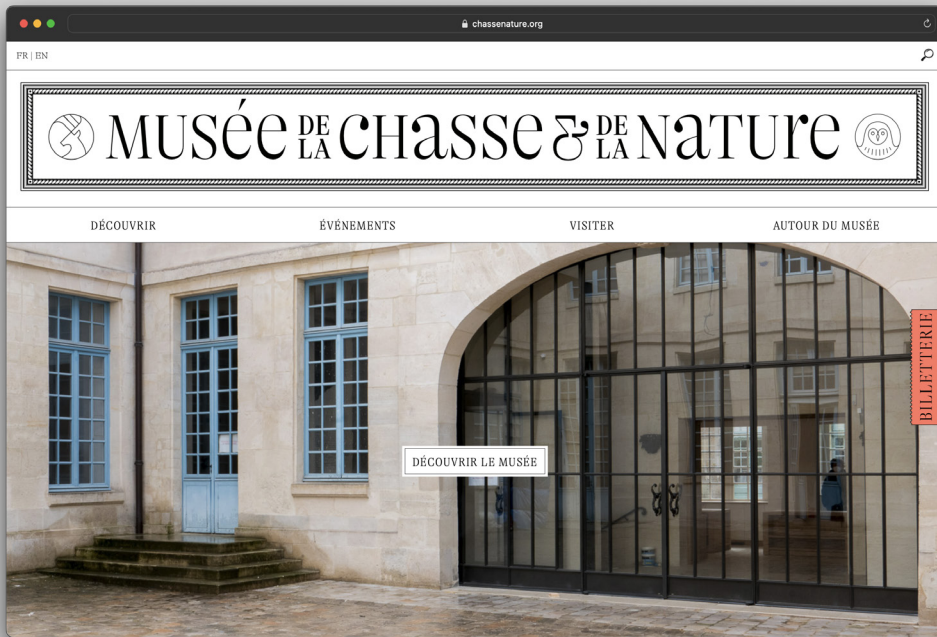 chassenature.org
FR | EN
MUSée DE LA CHASSE & DE LA NATUre
DÉCOUVRIR
ÉVÉNEMENTS
VISITER
AUTOUR DU MUSÉE
BILLETTERIE
DÉCOUVRIR LE MUSÉE